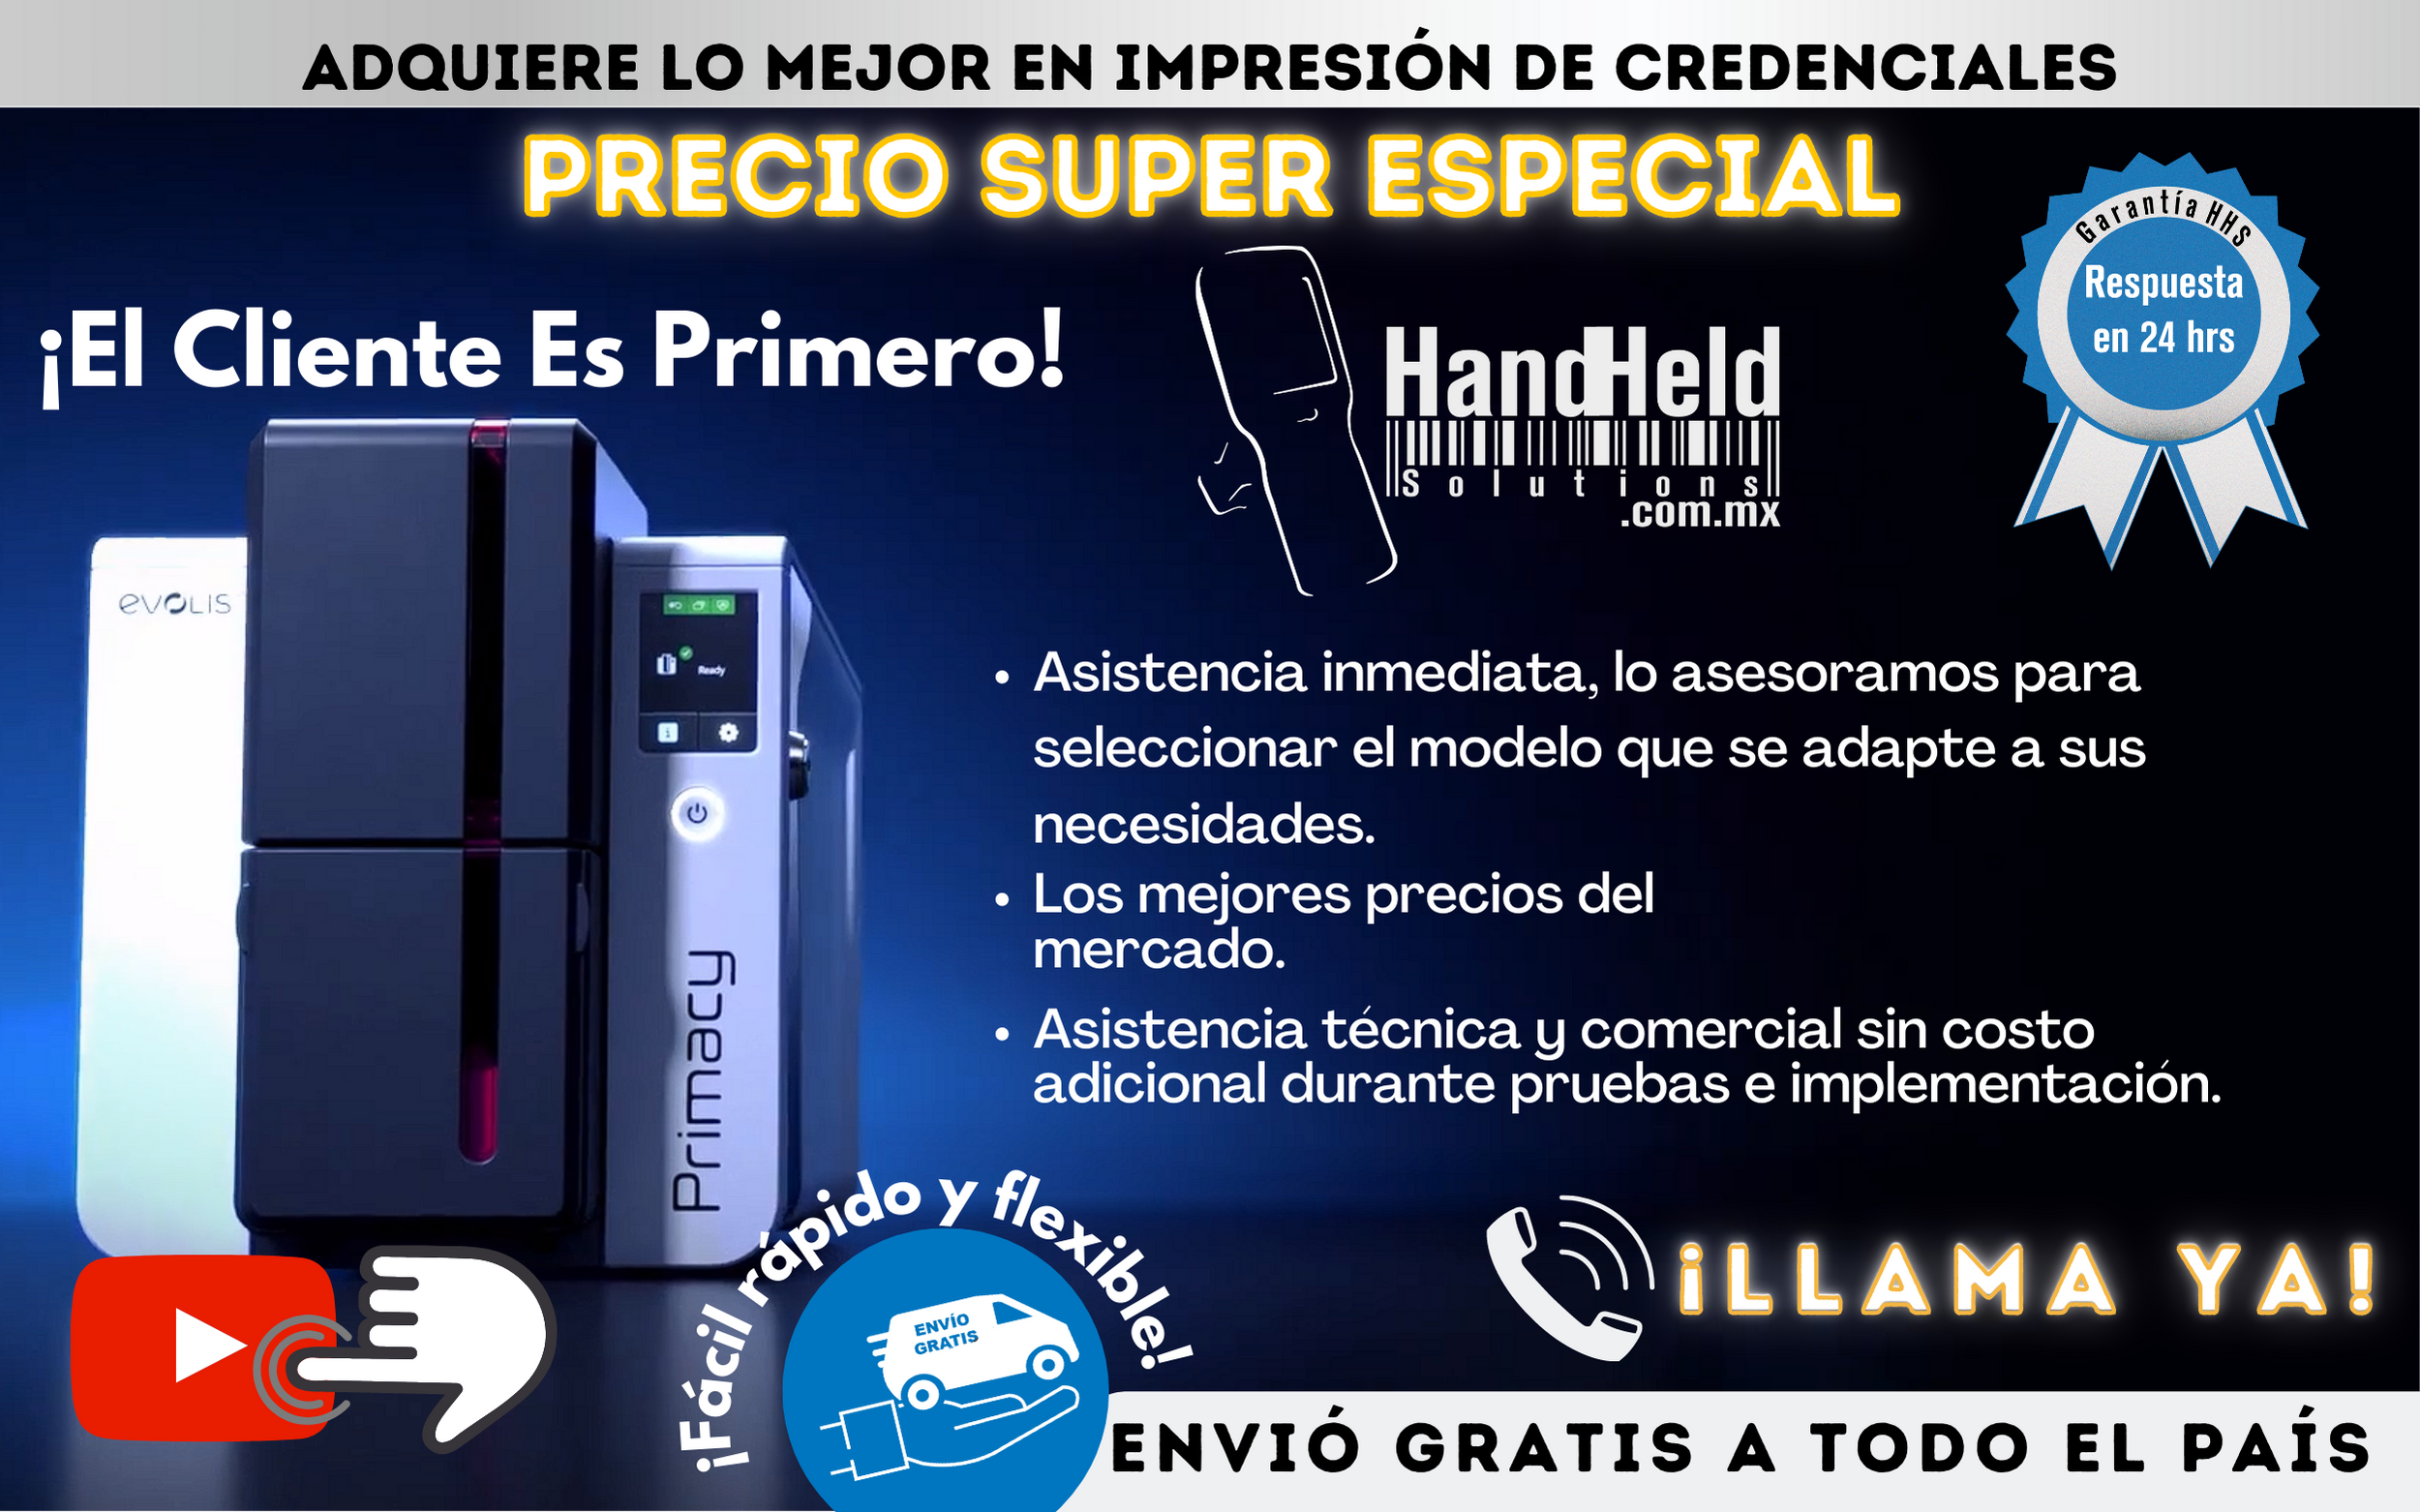 ADQUIERE LO MEJOR EN IMPRESIÓN DE CREDENCIALES
PRECIO SUPER ESPECIAL
Garantía HHS
Respuesta
en 24 hrs
¡El Cliente Es Primero!
HandHeld
Solutions
.com.mx
evolis
Ready
Primacy
• Asistencia inmediata, lo asesoramos para
seleccionar el modelo que se adapte a sus
necesidades.
• Los mejores precios del
mercado.
• Asistencia técnica y comercial sin costo
adicional durante pruebas e implementación.
¡Fácil rápido y flexible!
ENVÍO
GRATIS
¡LLAMA YA!
ENVIÓ GRATIS A TODO EL PAÍS